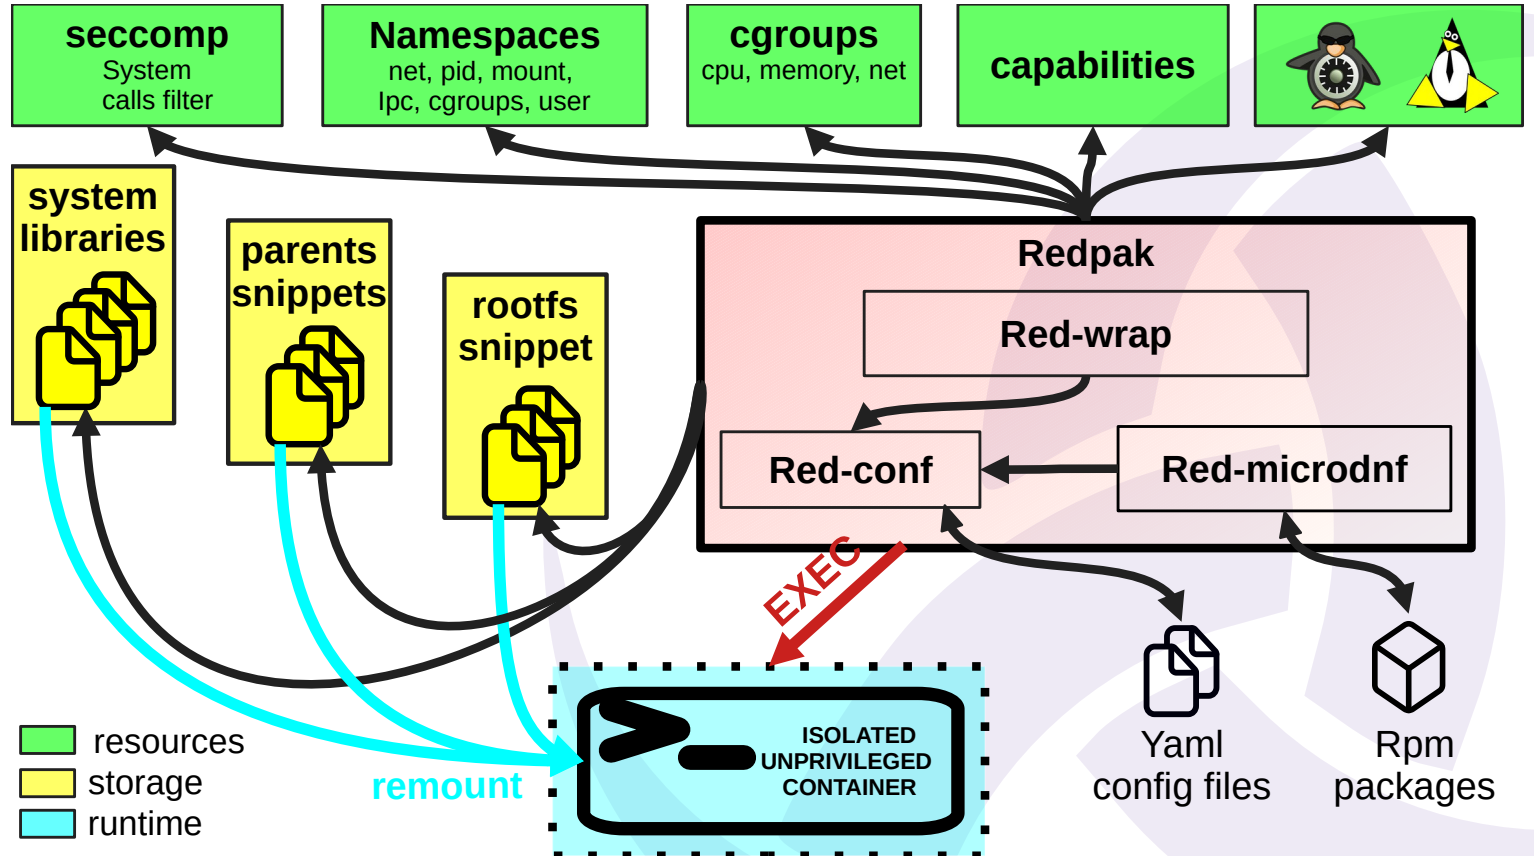 seccomp
System
calls filter
Namespaces
net, pid, mount,
Ipc, cgroups, user
cgroups
cpu, memory, net
capabilities
system
libraries
parents
snippets
rootfs
snippet
Redpak
Red-wrap
Red-conf
Red-microdnf
EXEC
ISOLATED
UNPRIVILEGED
CONTAINER
remount
Yaml
config files
Rpm
packages
resources
storage
runtime